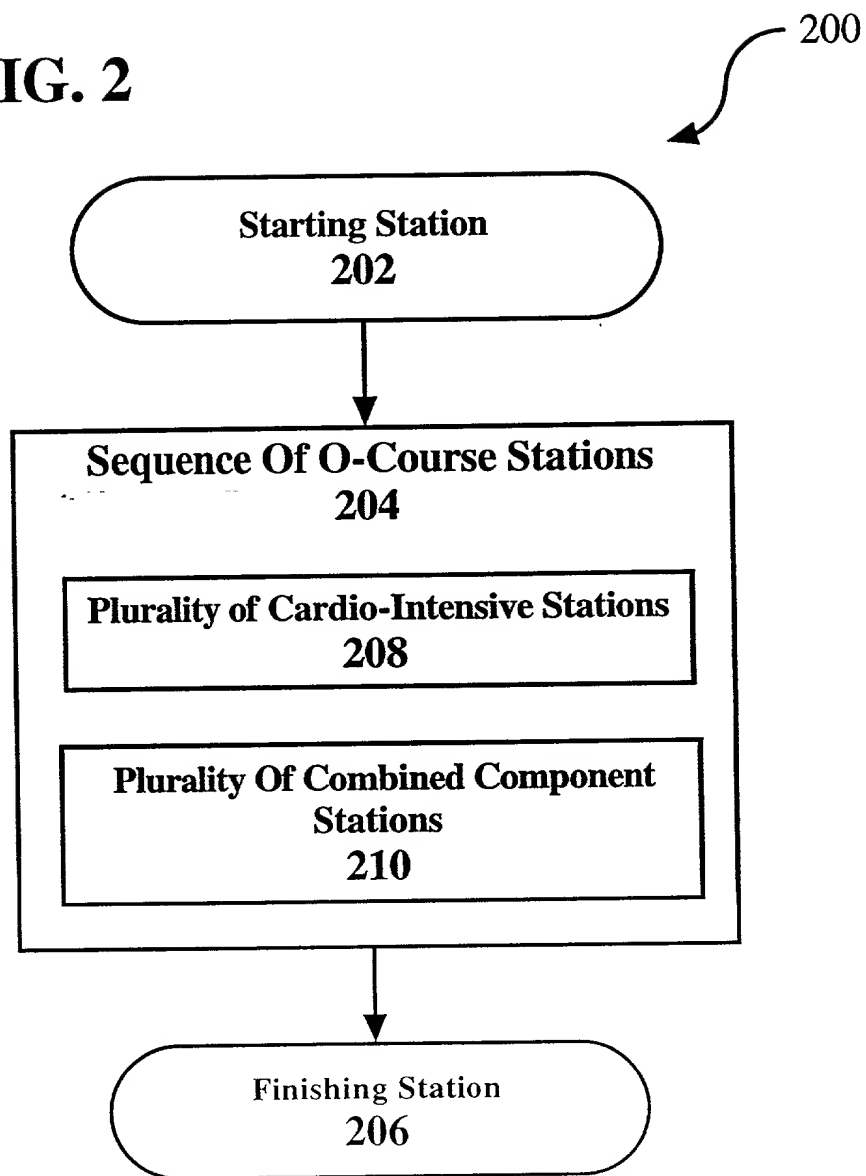 IG. 2
200
Starting Station
202
Sequence Of O-Course Stations
204
Plurality of Cardio-Intensive Stations
208
Plurality Of Combined Component
Stations
210
Finishing Station
206